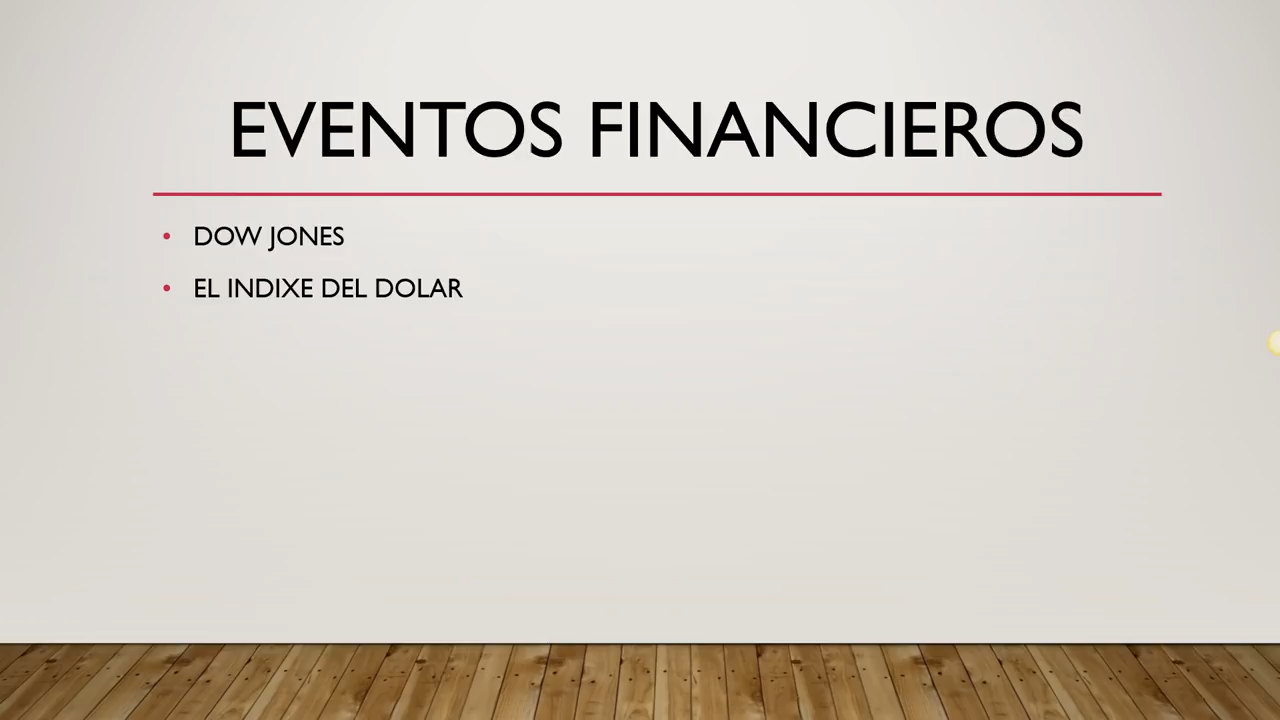 EVENTOS FINANCIEROS
• DOW JONES
• EL INDIXE DEL DOLAR